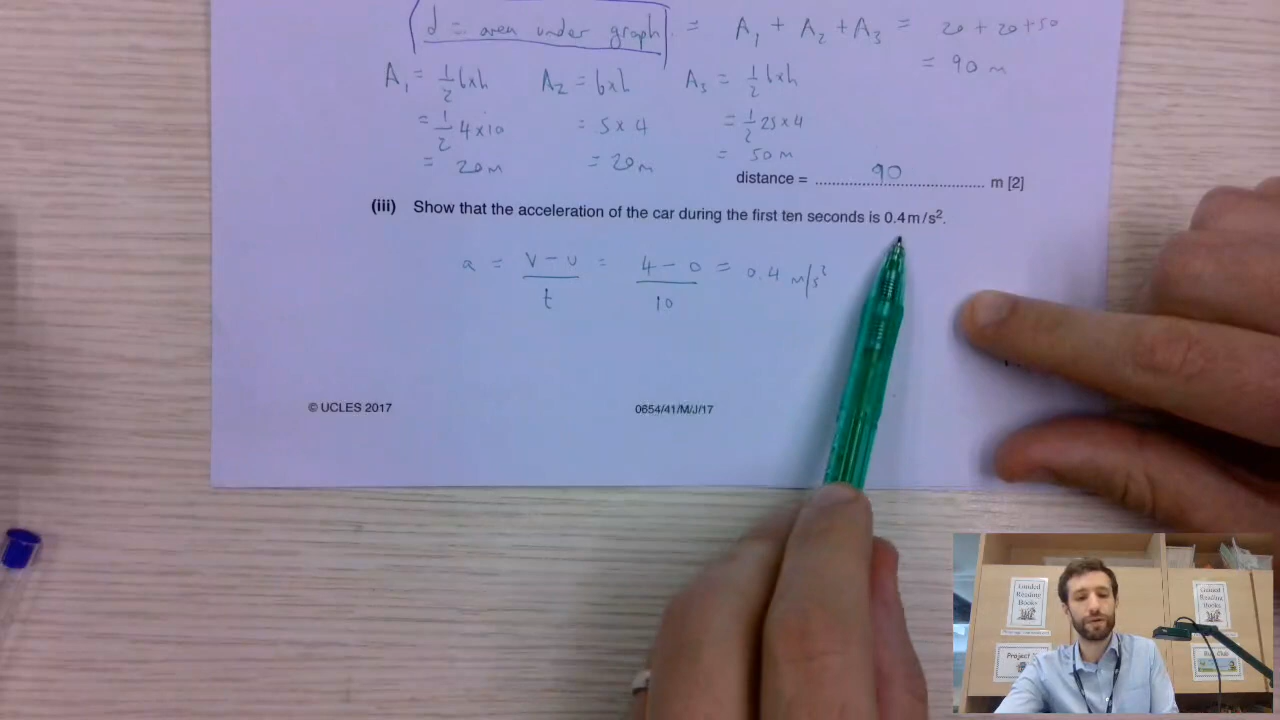 d = area under graph = A₁ + A₂ + A₃ = 20 + 20 + 50
= 90 m
A₁ = ½ b×h A₂ = b×h A₃ = ½ b×h
= ½ 4×10 = 5 × 4 = ½ 25 × 4
= 20m = 20m = 50m
distance = 90 m [2]
(iii) Show that the acceleration of the car during the first ten seconds is 0.4 m/s².
a = v – u / t = 4 – 0 / 10 = 0.4 m/s²
© UCLES 2017 0654/41/M/J/17
Guided Reading Books
Guided Reading Books
Project